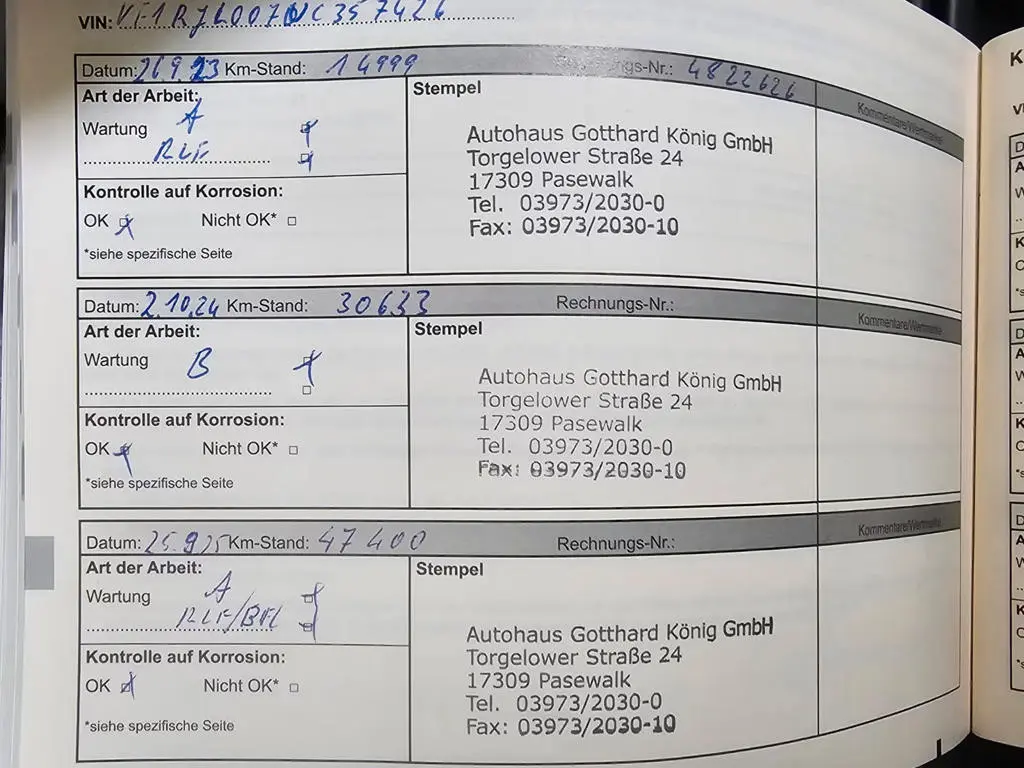 VIN: VF1RJL007NC357426
Datum: 26.9.23 Km-Stand: 14999 Rechnungs-Nr.: 4822626
Art der Arbeit: Stempel Kommentare/Wertmarke
Wartung A
RLF
Autohaus Gotthard König GmbH
Torgelower Straße 24
17309 Pasewalk
Tel. 03973/2030-0
Fax: 03973/2030-10
Kontrolle auf Korrosion:
OK Nicht OK*
*siehe spezifische Seite
Datum: 2.10.24 Km-Stand: 30633 Rechnungs-Nr.:
Art der Arbeit: Stempel Kommentare/Wertmarke
Wartung B
Autohaus Gotthard König GmbH
Torgelower Straße 24
17309 Pasewalk
Tel. 03973/2030-0
Fax: 03973/2030-10
Kontrolle auf Korrosion:
OK Nicht OK*
*siehe spezifische Seite
Datum: 25.9.25 Km-Stand: 47400 Rechnungs-Nr.:
Art der Arbeit: Stempel Kommentare/Wertmarke
Wartung A
RLF/BFL
Autohaus Gotthard König GmbH
Torgelower Straße 24
17309 Pasewalk
Tel. 03973/2030-0
Fax: 03973/2030-10
Kontrolle auf Korrosion:
OK Nicht OK*
*siehe spezifische Seite